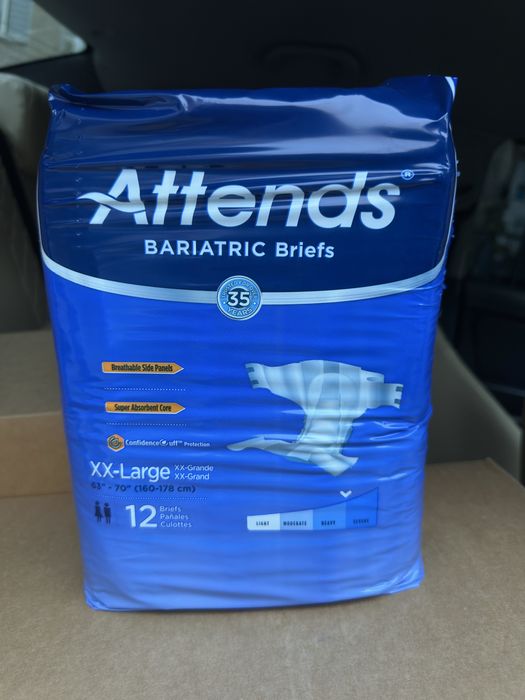 Attends®
BARIATRIC Briefs
35
YEARS
Breathable Side Panels
Super Absorbent Core
ConfidenceCuff™ Protection
XX-Large XX-Grande
XX-Grand
63" - 70" (160-178 cm)
12 Briefs
Pañales
Culottes
LIGHT MODERATE HEAVY SEVERE